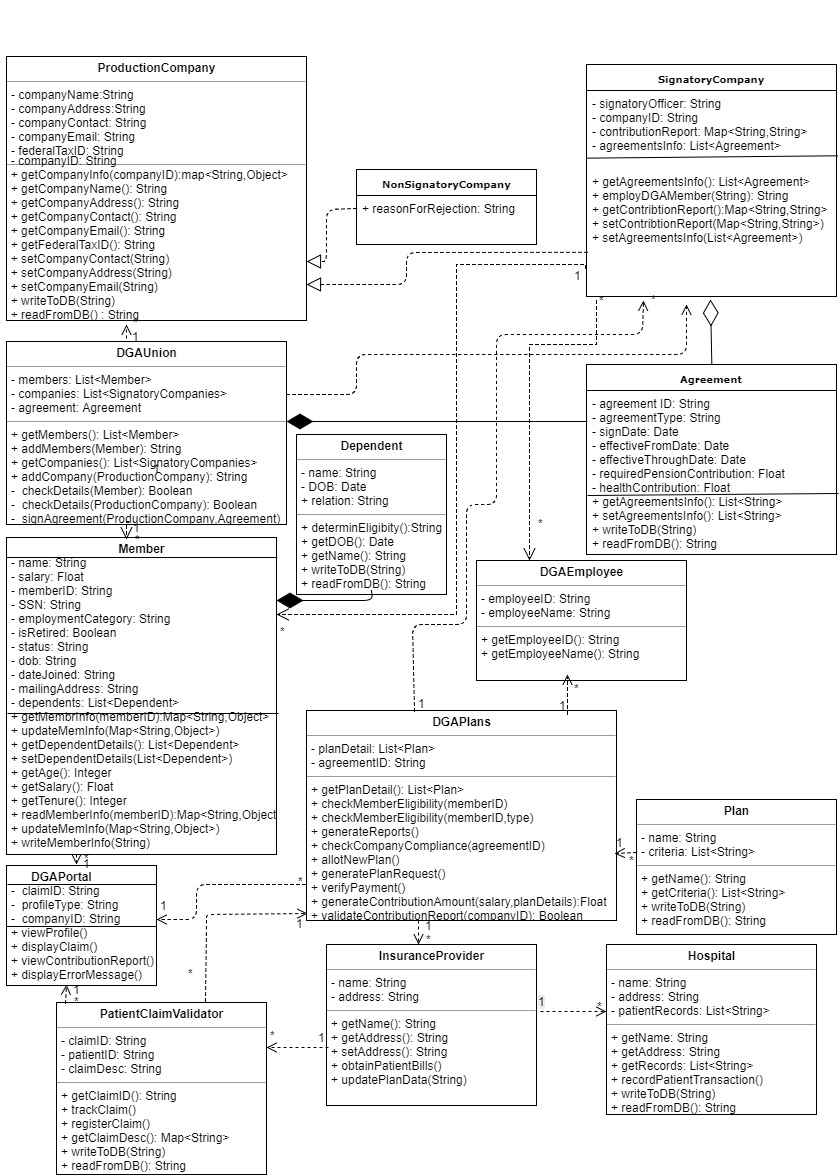 ProductionCompany
- companyName:String
- companyAddress:String
- companyContact: String
- companyEmail: String
- federalTaxID: String
- companyID: String
+ getCompanyInfo(companyID):map<String,Object>
+ getCompanyName(): String
+ getCompanyAddress(): String
+ getCompanyContact(): String
+ getCompanyEmail(): String
+ getFederalTaxID(): String
+ setCompanyContact(String)
+ setCompanyAddress(String)
+ setCompanyEmail(String)
+ writeToDB(String)
+ readFromDB() : String
NonSignatoryCompany
+ reasonForRejection: String
SignatoryCompany
- signatoryOfficer: String
- companyID: String
- contributionReport: Map<String,String>
- agreementsInfo: List<Agreement>
+ getAgreementsInfo(): List<Agreement>
+ employDGAMember(String): String
+ getContribtionReport():Map<String,String>
+ setContribtionReport(Map<String,String>)
+ setAgreementsInfo(List<Agreement>)
1
*
*
*
1
DGAUnion
- members: List<Member>
- companies: List<SignatoryCompanies>
- agreement: Agreement
+ getMembers(): List<Member>
+ addMembers(Member): String
+ getCompanies(): List<SignatoryCompanies>
+ addCompany(ProductionCompany): String
- checkDetails(Member): Boolean
- checkDetails(ProductionCompany): Boolean
- signAgreement(ProductionCompany,Agreement)
1
*
Agreement
- agreement ID: String
- agreementType: String
- signDate: Date
- effectiveFromDate: Date
- effectiveThroughDate: Date
- requiredPensionContribution: Float
- healthContribution: Float
+ getAgreementsInfo(): List<String>
+ setAgreementsInfo(): List<String>
+ writeToDB(String)
+ readFromDB(): String
Dependent
- name: String
- DOB: Date
+ relation: String
+ determinEligibity():String
+ getDOB(): Date
+ getName(): String
+ writeToDB(String)
+ readFromDB(): String
*
*
Member
- name: String
- salary: Float
- memberID: String
- SSN: String
- employmentCategory: String
- isRetired: Boolean
- status: String
- dob: String
- dateJoined: String
- mailingAddress: String
- dependents: List<Dependent>
+ getMembrInfo(memberID):Map<String,Object>
+ updateMemInfo(Map<String,Object>)
+ getDependentDetails(): List<Dependent>
+ setDependentDetails(List<Dependent>)
+ getAge(): Integer
+ getSalary(): Float
+ getTenure(): Integer
+ readMemberInfo(memberID):Map<String,Object
+ updateMemInfo(Map<String,Object>)
+ writeMemberInfo(String)
DGAEmployee
- employeeID: String
- employeeName: String
+ getEmployeeID(): String
+ getEmployeeName(): String
*
1
1
DGAPlans
- planDetail: List<Plan>
- agreementID: String
+ getPlanDetail(): List<Plan>
+ checkMemberEligibility(memberID)
+ checkMemberEligibility(memberID,type)
+ generateReports()
+ checkCompanyCompliance(agreementID)
+ allotNewPlan()
+ generatePlanRequest()
+ verifyPayment()
+ generateContributionAmount(salary,planDetails):Float
+ validateContributionReport(companyID): Boolean
Plan
- name: String
- criteria: List<String>
+ getName(): String
+ getCriteria(): List<String>
+ writeToDB(String)
+ readFromDB(): String
1
*
*
1
DGAPortal
- claimID: String
- profileType: String
- companyID: String
+ viewProfile()
+ displayClaim()
+ viewContributionReport()
+ displayErrorMessage()
*
1
1
*
1
*
1
*
PatientClaimValidator
- claimID: String
- patientID: String
- claimDesc: String
+ getClaimID(): String
+ trackClaim()
+ registerClaim()
+ getClaimDesc(): Map<String>
+ writeToDB(String)
+ readFromDB(): String
*
1
InsuranceProvider
- name: String
- address: String
+ getName(): String
+ getAddress(): String
+ setAddress(): String
+ obtainPatientBills()
+ updatePlanData(String)
1
*
Hospital
- name: String
- address: String
- patientRecords: List<String>
+ getName: String
+ getAddress: String
+ getRecords: List<String>
+ recordPatientTransaction()
+ writeToDB(String)
+ readFromDB(): String